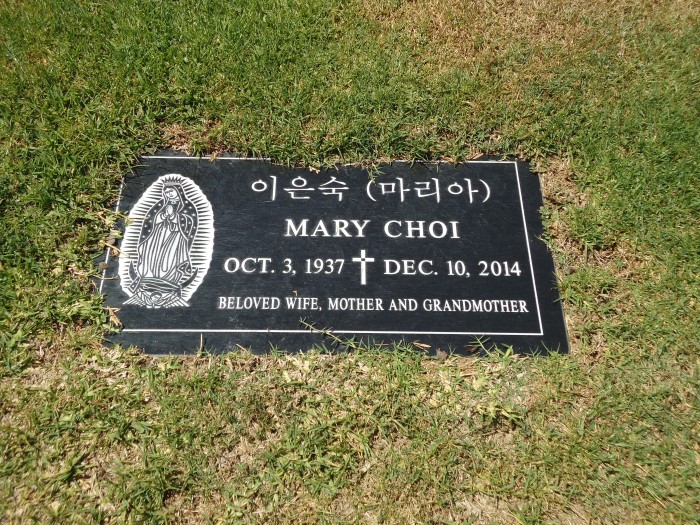 이은숙 (마리아)
MARY CHOI
OCT. 3, 1937 DEC. 10, 2014
BELOVED WIFE, MOTHER AND GRANDMOTHER